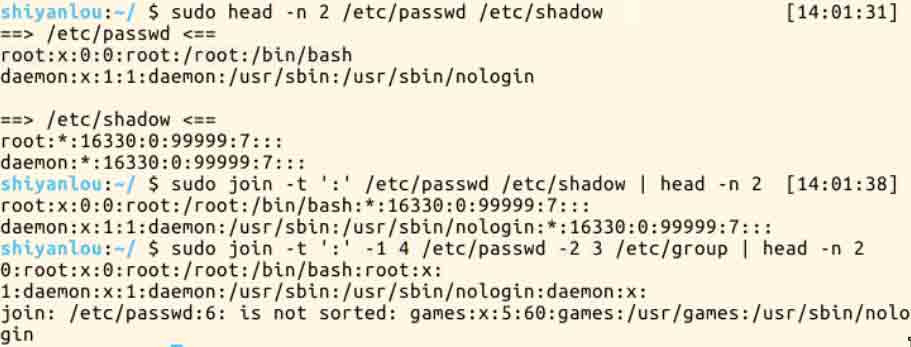 shiyanlou:~/ $ sudo head -n 2 /etc/passwd /etc/shadow [14:01:31]
==> /etc/passwd <==
root:x:0:0:root:/root:/bin/bash
daemon:x:1:1:daemon:/usr/sbin:/usr/sbin/nologin

==> /etc/shadow <==
root:*:16330:0:99999:7:::
daemon:*:16330:0:99999:7:::
shiyanlou:~/ $ sudo join -t ':' /etc/passwd /etc/shadow | head -n 2 [14:01:38]
root:x:0:0:root:/root:/bin/bash:*:16330:0:99999:7:::
daemon:x:1:1:daemon:/usr/sbin:/usr/sbin/nologin:*:16330:0:99999:7:::
shiyanlou:~/ $ sudo join -t ':' -1 4 /etc/passwd -2 3 /etc/group | head -n 2
0:root:x:0:root:/root:/bin/bash:root:x:
1:daemon:x:1:daemon:/usr/sbin:/usr/sbin/nologin:daemon:x:
join: /etc/passwd:6: is not sorted: games:x:5:60:games:/usr/games:/usr/sbin/nolo
gin